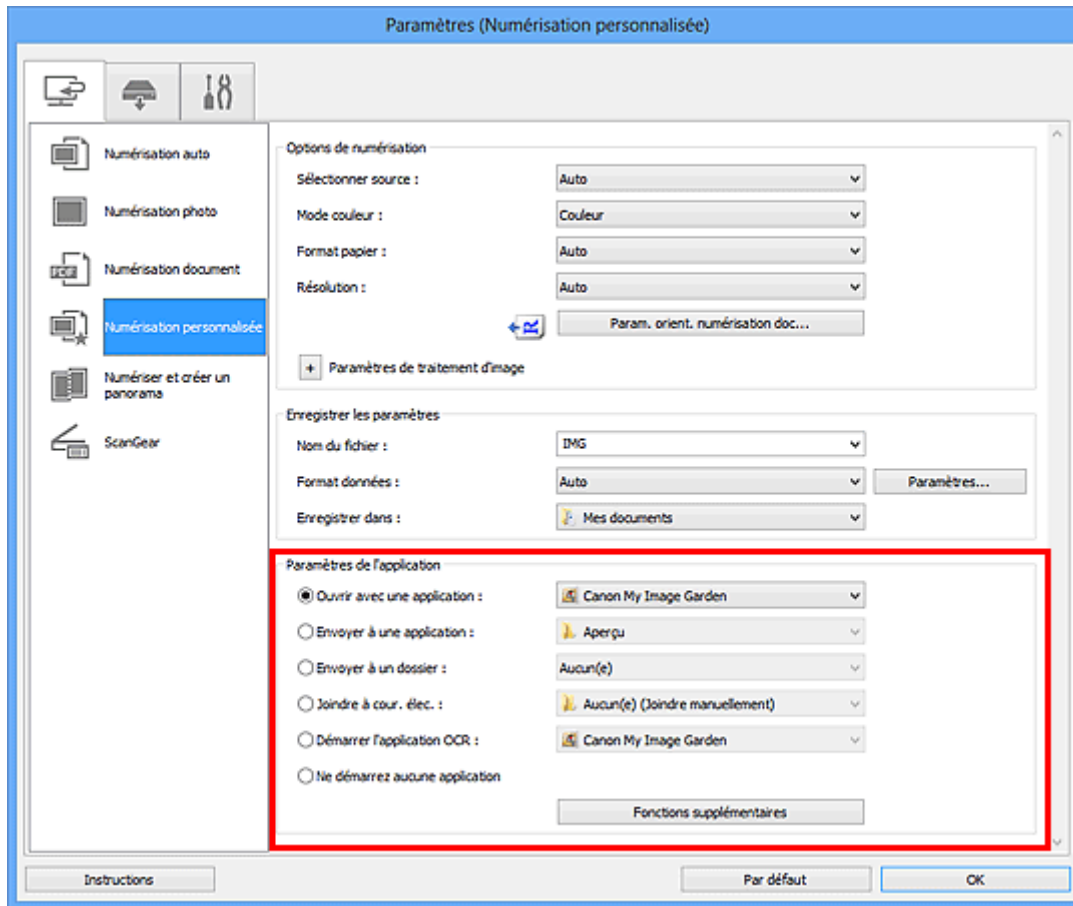 Paramètres (Numérisation personnalisée)
Numérisation auto
Numérisation photo
Numérisation document
Numérisation personnalisée
Numériser et créer un
panorama
ScanGear
Options de numérisation
Sélectionner source : Auto
Mode couleur : Couleur
Format papier : Auto
Résolution : Auto
R Param. orient. numérisation doc...
+ Paramètres de traitement d'image
Enregistrer les paramètres
Nom du fichier : IMG
Format données : Auto Paramètres...
Enregistrer dans : Mes documents
Paramètres de l'application
Ouvrir avec une application : Canon My Image Garden
Envoyer à une application : Aperçu
Envoyer à un dossier : Aucun(e)
Joindre à cour. élec. : Aucun(e) (Joindre manuellement)
Démarrer l'application OCR : Canon My Image Garden
Ne démarrez aucune application
Fonctions supplémentaires
Instructions Par défaut OK